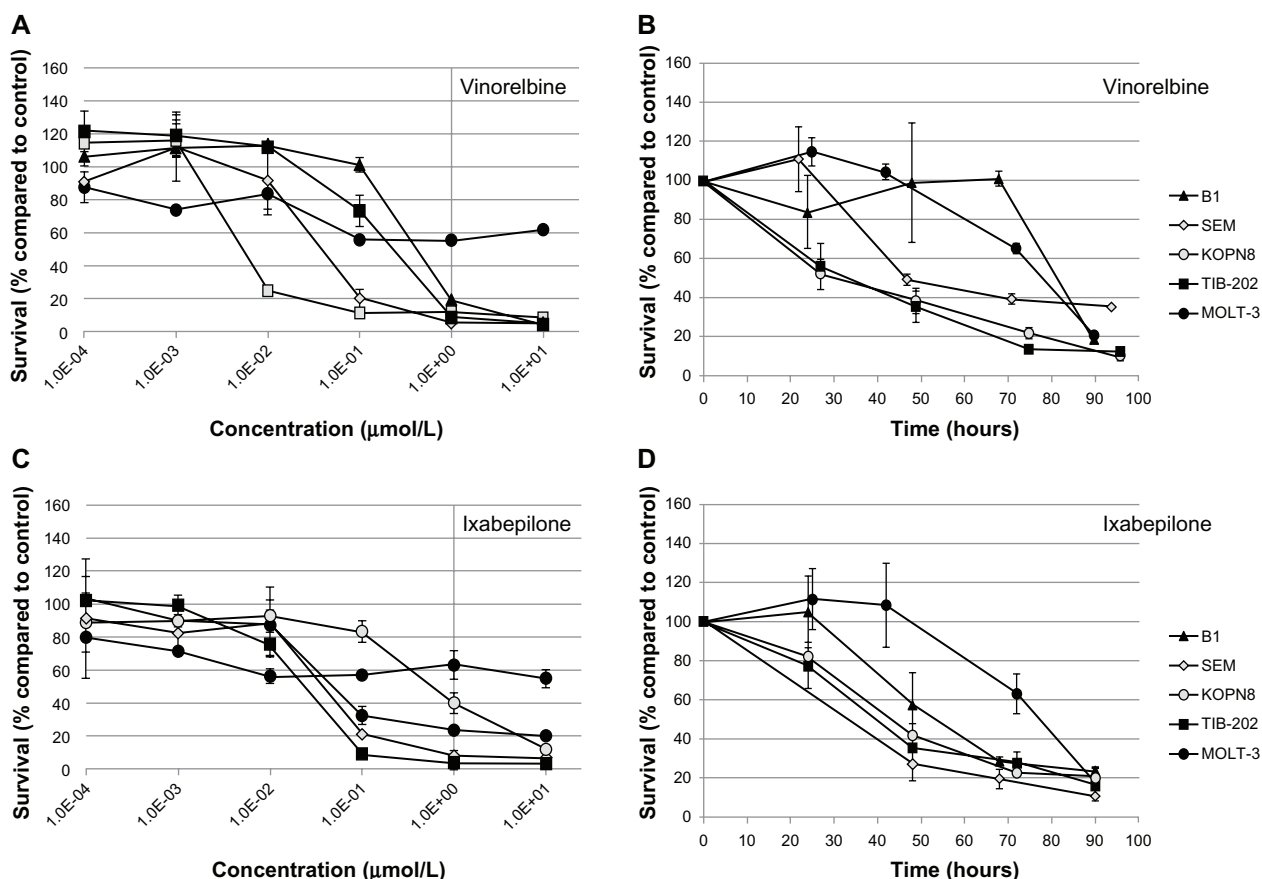 A
Survival (% compared to control)
160
140
120
100
80
60
40
20
0
Vinorelbine
1.0E-04
1.0E-03
1.0E-02
1.0E-01
1.0E+00
1.0E+01
Concentration (μmol/L)
B
Survival (% compared to control)
160
140
120
100
80
60
40
20
0
Vinorelbine
0
10
20
30
40
50
60
70
80
90
100
Time (hours)
B1
SEM
KOPN8
TIB-202
MOLT-3
C
Survival (% compared to control)
160
140
120
100
80
60
40
20
0
Ixabepilone
1.0E-04
1.0E-03
1.0E-02
1.0E-01
1.0E+00
1.0E+01
Concentration (μmol/L)
D
Survival (% compared to control)
160
140
120
100
80
60
40
20
0
Ixabepilone
0
10
20
30
40
50
60
70
80
90
100
Time (hours)
B1
SEM
KOPN8
TIB-202
MOLT-3